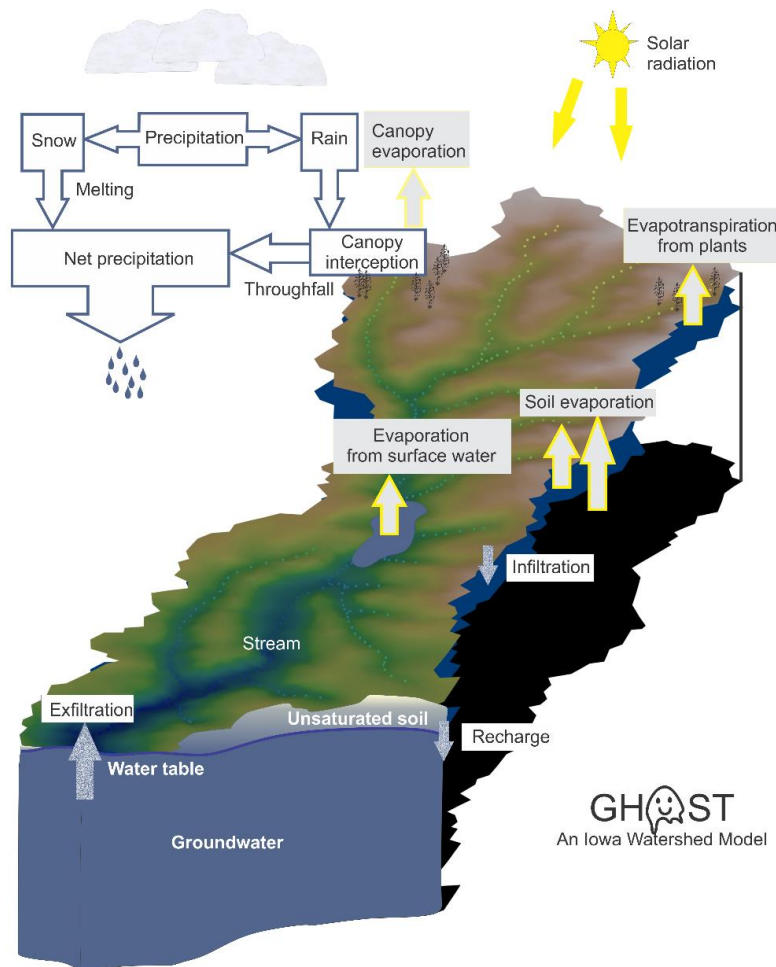 Solar
radiation
Snow
Precipitation
Rain
Canopy
evaporation
Melting
Net precipitation
Canopy
interception
Throughfall
Evapotranspiration
from plants
Soil evaporation
Evaporation
from surface water
Infiltration
Stream
Exfiltration
Unsaturated soil
Recharge
Water table
Groundwater
GHOST
An Iowa Watershed Model